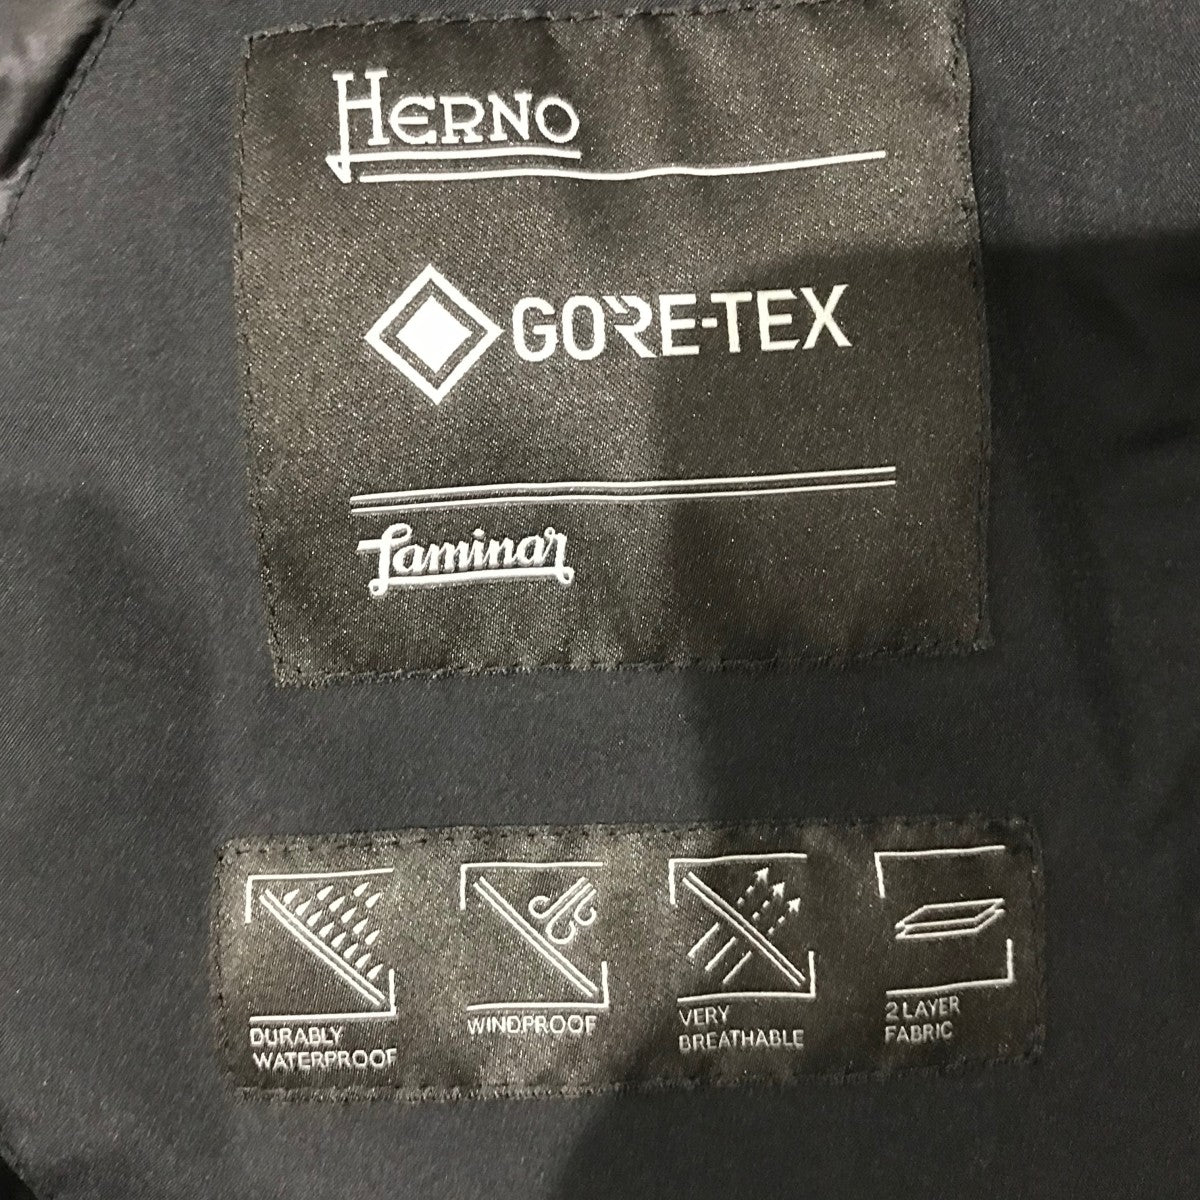 HERNO
GORE-TEX
Laminar
DURABLY
WATERPROOF
WINDPROOF
VERY
BREATHABLE
2 LAYER
FABRIC